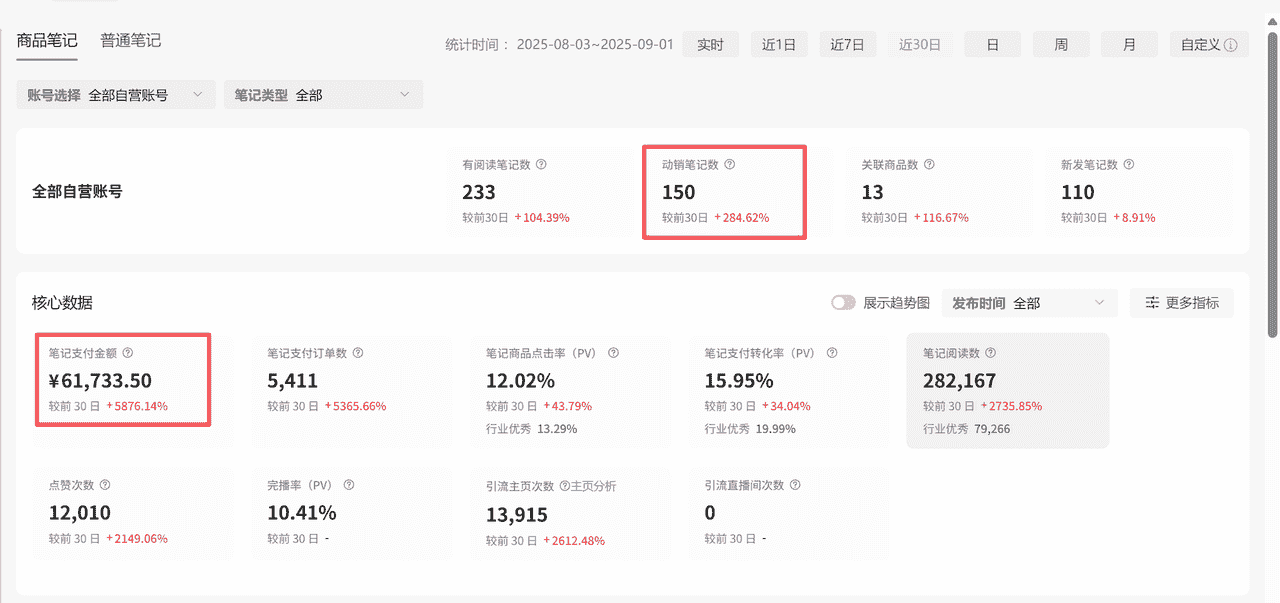 商品笔记 普通笔记
统计时间： 2025-08-03~2025-09-01 实时 近1日 近7日 近30日 日 周 月 自定义
账号选择 全部自营账号 笔记类型 全部
全部自营账号
有阅读笔记数 动销笔记数 关联商品数 新发笔记数
233 150 13 110
较前30日 +104.39% 较前30日 +284.62% 较前30日 +116.67% 较前30日 +8.91%
核心数据 展示趋势图 发布时间 全部 更多指标
笔记支付金额 笔记支付订单数 笔记商品点击率（PV） 笔记支付转化率（PV） 笔记阅读数
¥61,733.50 5,411 12.02% 15.95% 282,167
较前 30 日 +5876.14% 较前 30 日 +5365.66% 较前 30 日 +43.79% 较前 30 日 +34.04% 较前 30 日 +2735.85%
行业优秀 13.29% 行业优秀 19.99% 行业优秀 79,266
点赞次数 完播率（PV） 引流主页次数 主页分析 引流直播间次数
12,010 10.41% 13,915 0
较前 30 日 +2149.06% 较前 30 日 - 较前 30 日 +2612.48% 较前 30 日 -